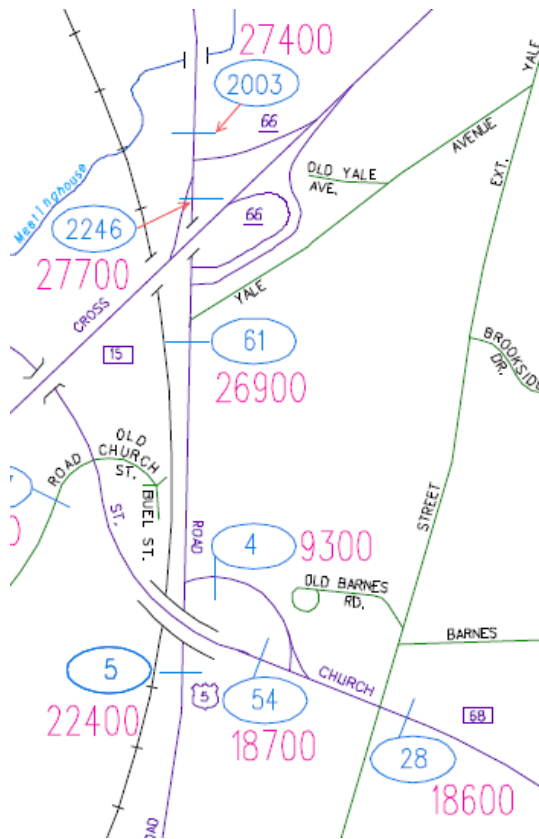 27400
2003
66
YALE
AVENUE
EXT.
OLD YALE
AVE.
Meetinghouse
2246
66
27700
YALE
CROSS
61
15
26900
BROOKSIDE
DR.
OLD
CHURCH
ST.
ROAD
BUEL ST.
ST.
STREET
ROAD
4
9300
OLD BARNES
RD.
BARNES
5
5
CHURCH
22400
54
68
18700
28
18600